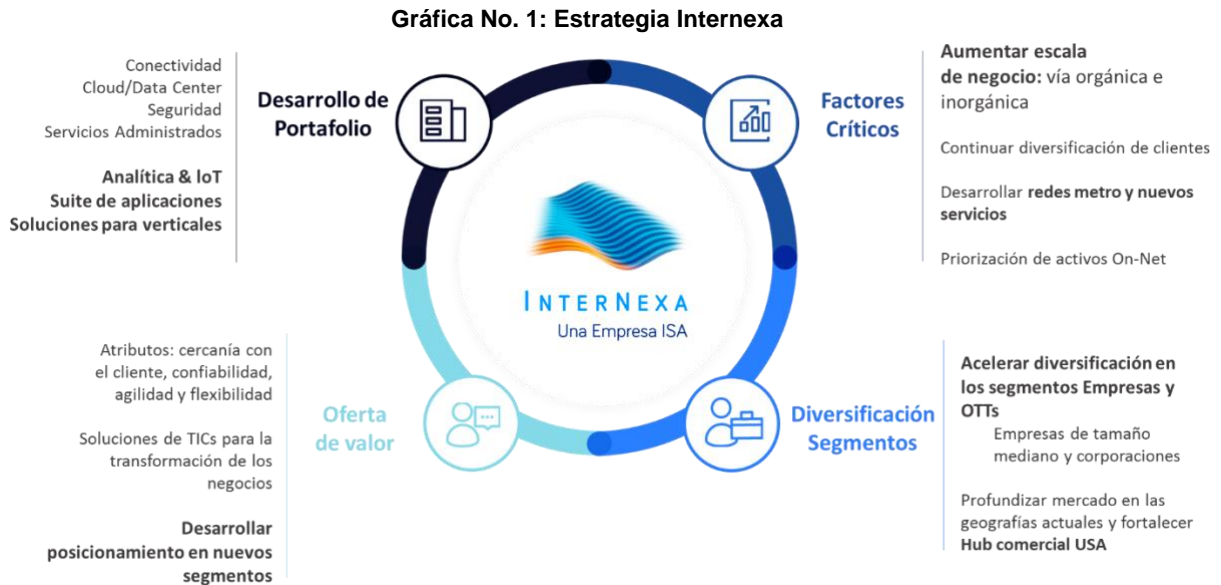 Gráfica No. 1: Estrategia Internexa
Conectividad
Cloud/Data Center
Seguridad
Servicios Administrados
Analítica & IoT
Suite de aplicaciones
Soluciones para verticales
Desarrollo de
Portafolio
Factores
Críticos
Aumentar escala
de negocio: vía orgánica e
inorgánica
Continuar diversificación de clientes
Desarrollar redes metro y nuevos
servicios
Priorización de activos On-Net
INTERNEXA
Una Empresa ISA
Atributos: cercanía con
el cliente, confiabilidad,
agilidad y flexibilidad
Soluciones de TICs para la
transformación de los
negocios
Desarrollar
posicionamiento en nuevos
segmentos
Oferta
de valor
Diversificación
Segmentos
Acelerar diversificación en
los segmentos Empresas y
OTTs
Empresas de tamaño
mediano y corporaciones
Profundizar mercado en las
geografías actuales y fortalecer
Hub comercial USA